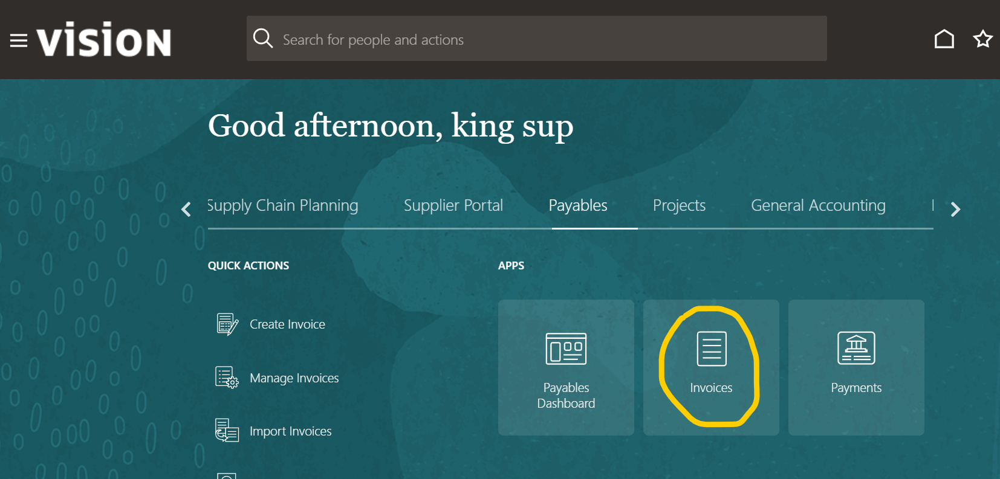 vision
Search for people and actions
Good afternoon, king sup
Supply Chain Planning
Supplier Portal
Payables
Projects
General Accounting
QUICK ACTIONS
Create Invoice
Manage Invoices
Import Invoices
APPS
Payables
Dashboard
Invoices
Payments